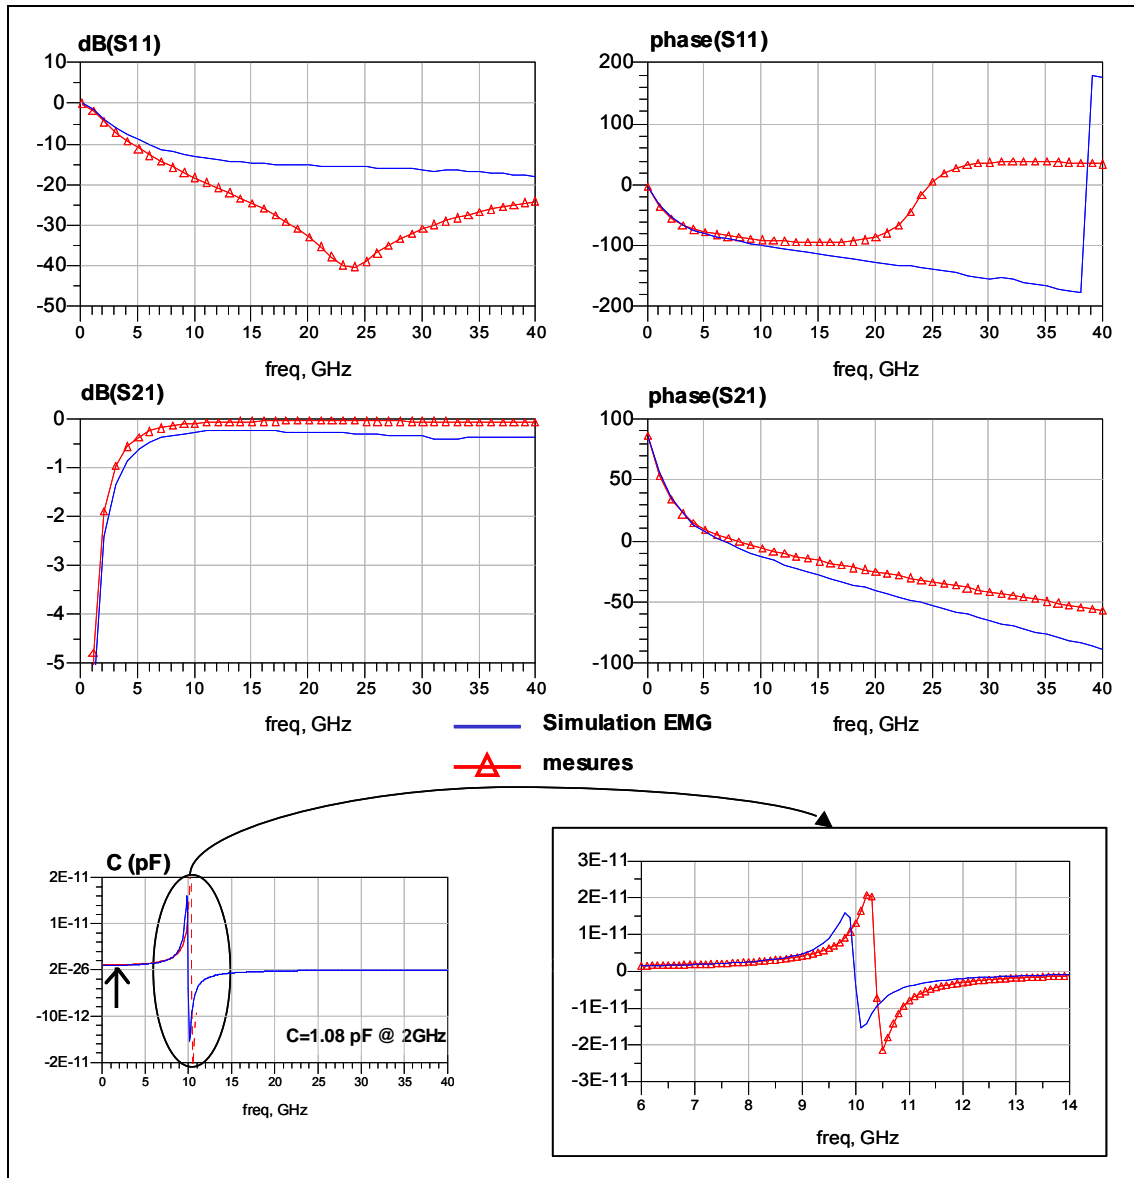 dB(S11)
10
0
-10
-20
-30
-40
-50
0 5 10 15 20 25 30 35 40
freq, GHz
phase(S11)
200
100
0
-100
-200
0 5 10 15 20 25 30 35 40
freq, GHz
dB(S21)
0
-1
-2
-3
-4
-5
0 5 10 15 20 25 30 35 40
freq, GHz
phase(S21)
100
50
0
-50
-100
0 5 10 15 20 25 30 35 40
freq, GHz
Simulation EMG
mesures
C (pF)
2E-11
1E-11
2E-26
-10E-12
-2E-11
C=1.08 pF @ 2GHz
0 5 10 15 20 25 30 35 40
freq, GHz
3E-11
2E-11
1E-11
0
-1E-11
-2E-11
-3E-11
6 7 8 9 10 11 12 13 14
freq, GHz